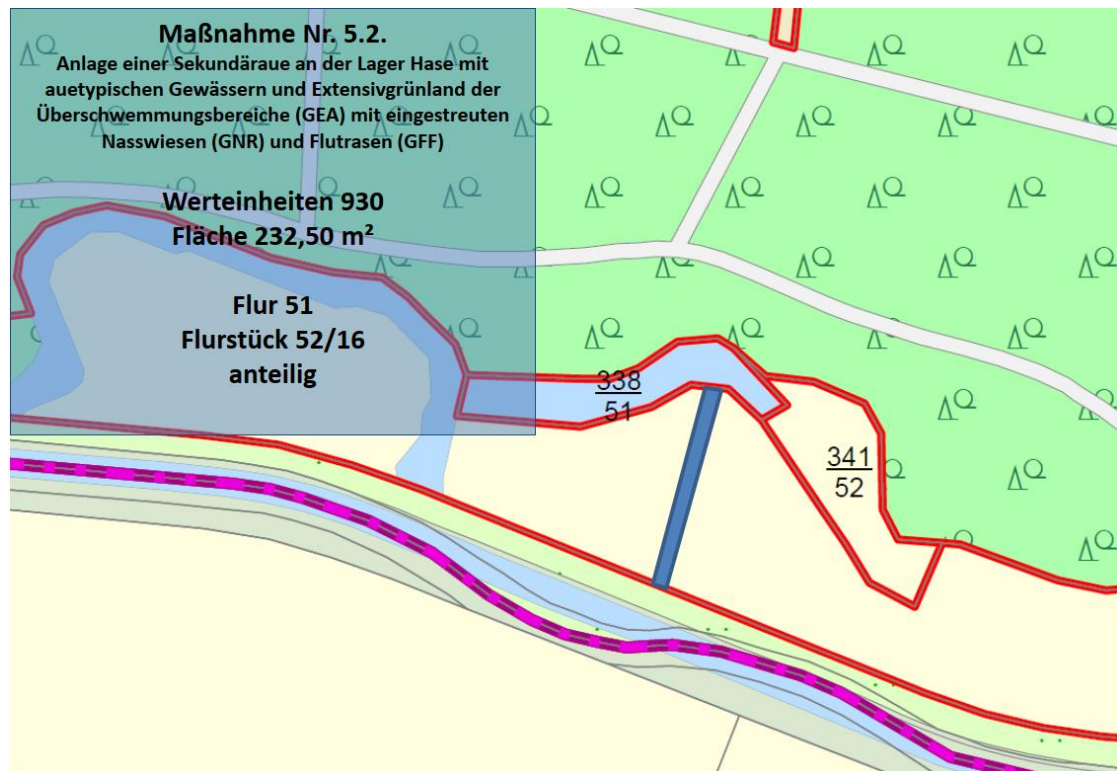 Maßnahme Nr. 5.2.
Anlage einer Sekundäraue an der Lager Hase mit
auetypischen Gewässern und Extensivgrünland der
Überschwemmungsbereiche (GEA) mit eingestreuten
Nasswiesen (GNR) und Flutrasen (GFF)
Werteinheiten 930
Fläche 232,50 m²
Flur 51
Flurstück 52/16
anteilig
338
51
341
52